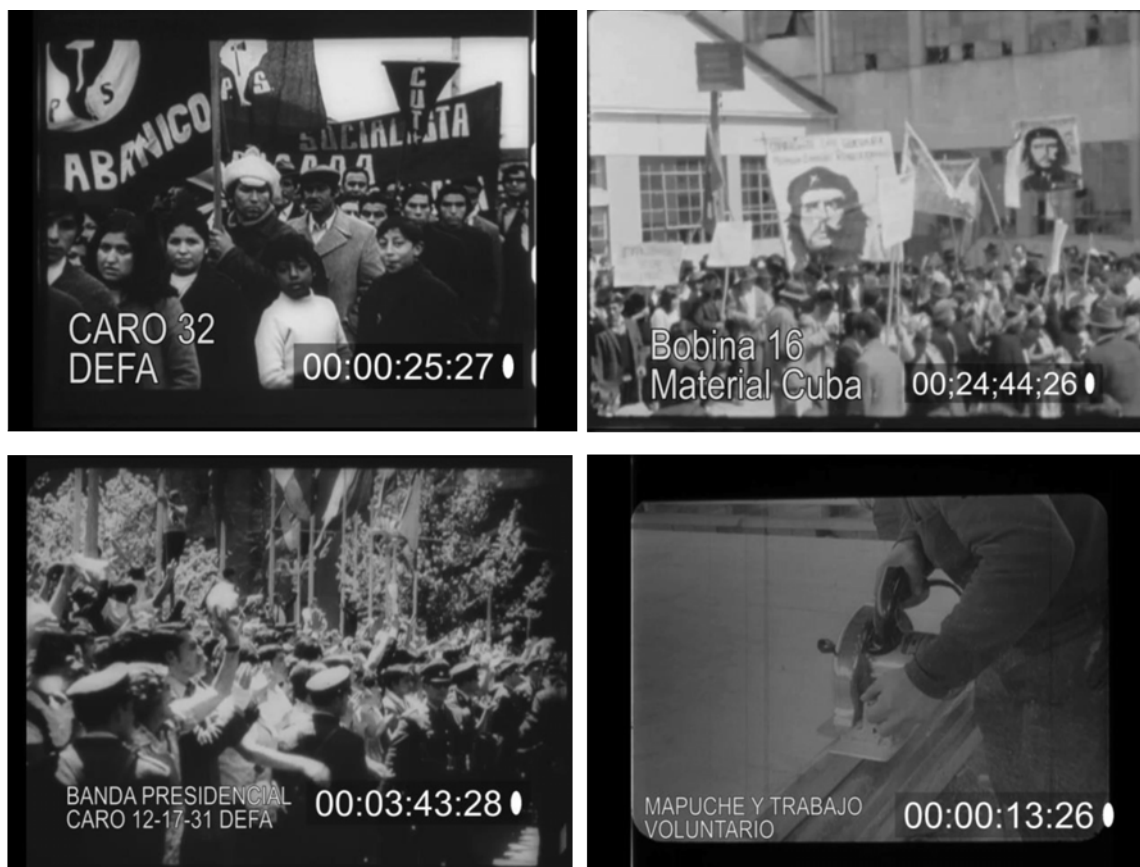 P
S
P.S.
CUT
ABANICO
SOCIALISTA
CARO 32
DEFA
00:00:25:27
Bobina 16
Material Cuba
00;24;44;26
BANDA PRESIDENCIAL
CARO 12-17-31 DEFA
00:03:43:28
MAPUCHE Y TRABAJO
VOLUNTARIO
00:00:13:26